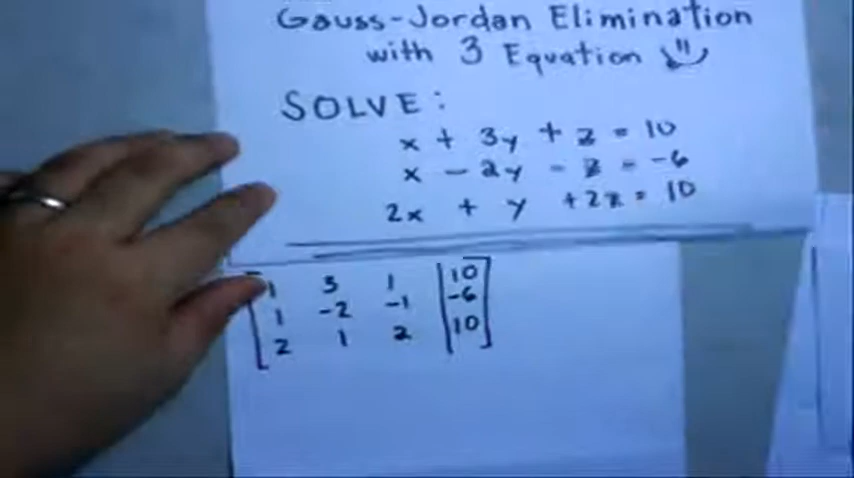 Gauss-Jordan Elimination
with 3 Equation
SOLVE:
x + 3y + z = 10
x - 2y - z = -6
2x + y + 2z = 10
1 3 1 10
1 -2 -1 -6
2 1 2 10